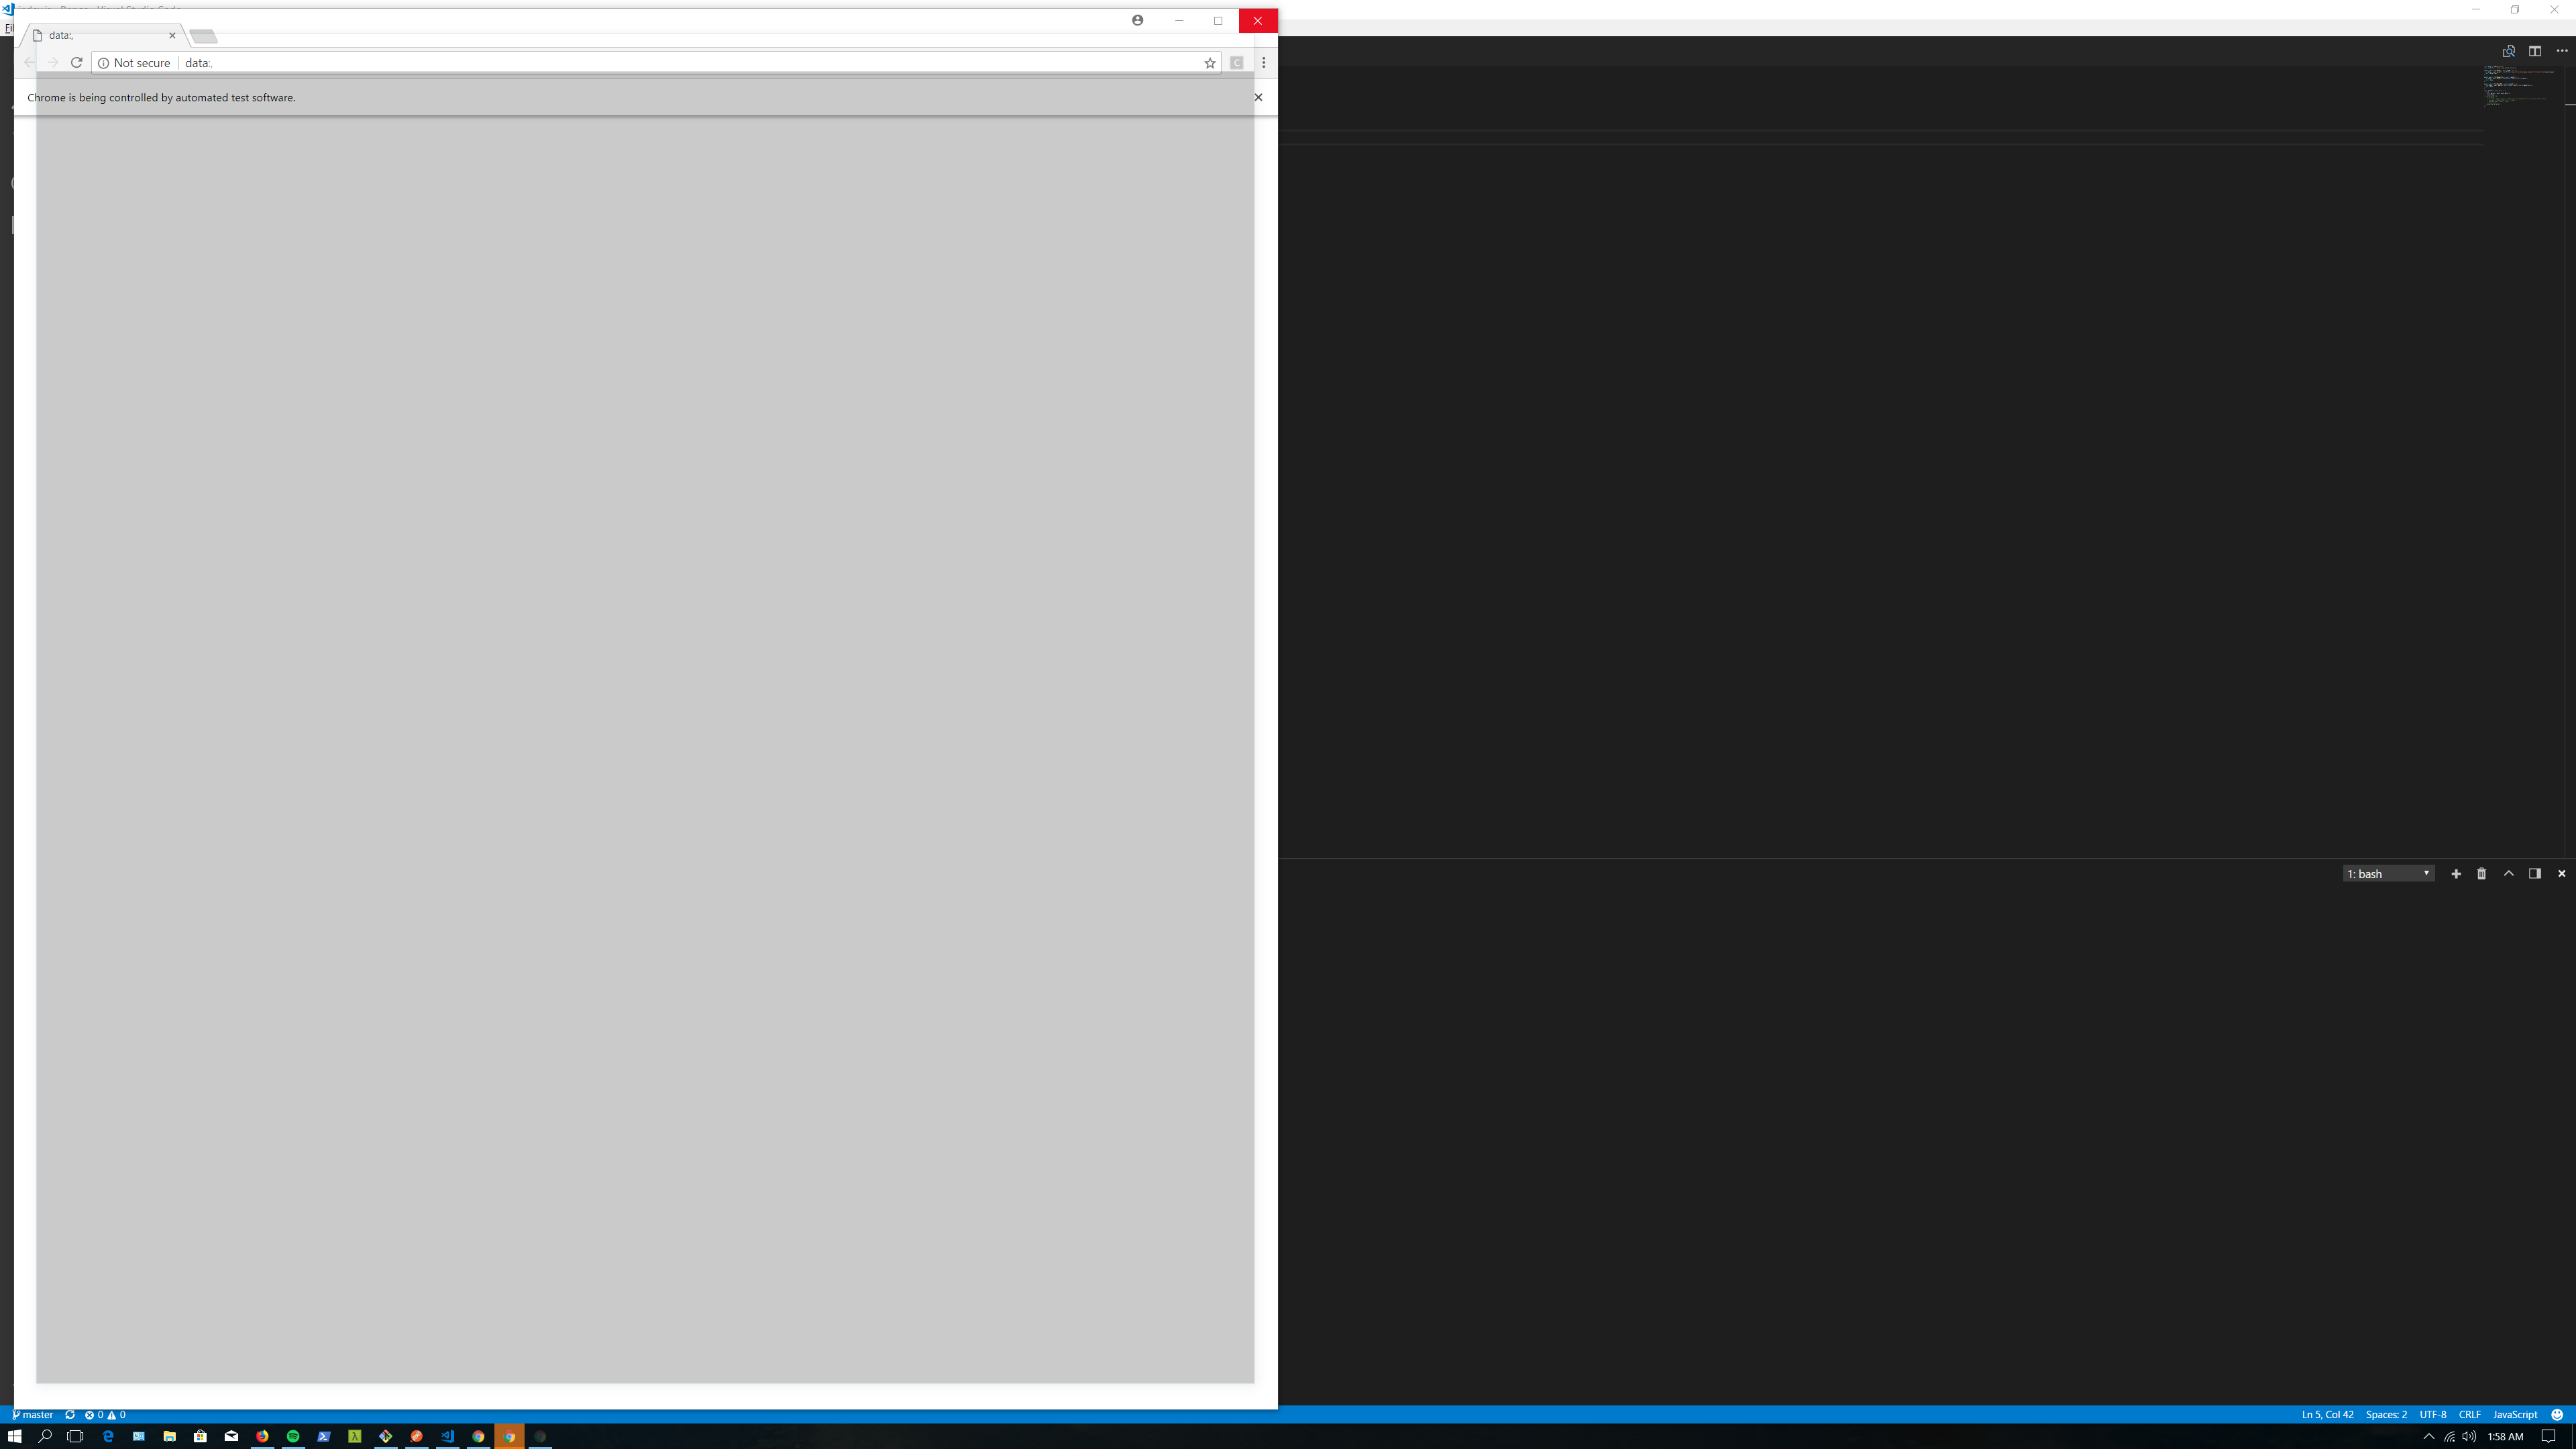 data:,
Not secure
data:,
Chrome is being controlled by automated test software.
1: bash
master
0
0
Ln 5, Col 42
Spaces: 2
UTF-8
CRLF
JavaScript
1:58 AM